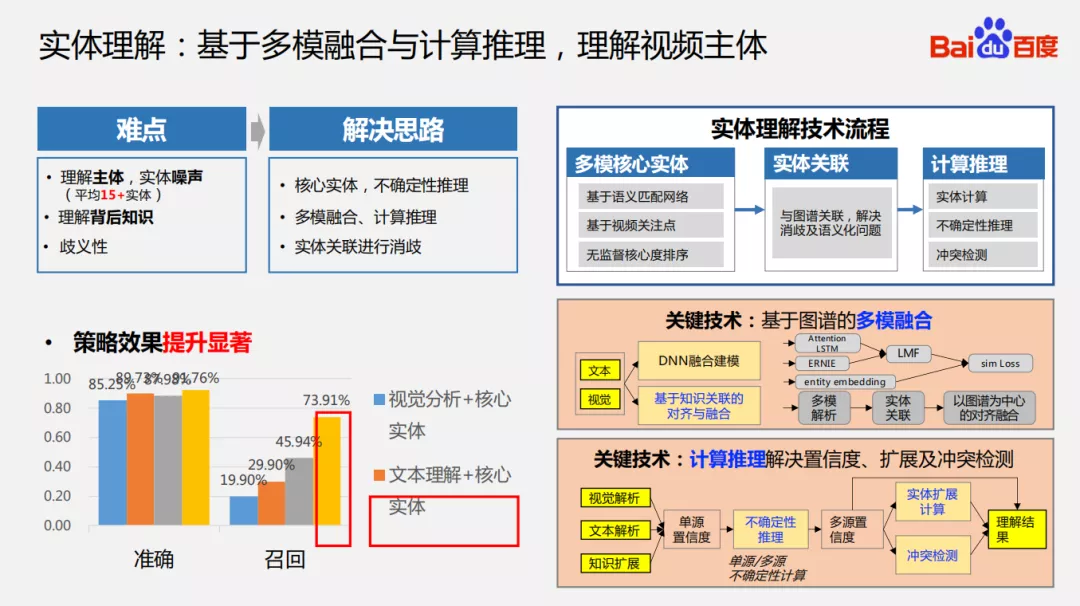 实体理解：基于多模融合与计算推理，理解视频主体
Bai du 百度
难点
解决思路
• 理解主体，实体噪声
（平均15+实体）
• 理解背后知识
• 歧义性
• 核心实体，不确定性推理
• 多模融合、计算推理
• 实体关联进行消歧
实体理解技术流程
多模核心实体
基于语义匹配网络
基于视频关注点
无监督核心度排序
实体关联
与图谱关联，解决
消歧及语义化问题
计算推理
实体计算
不确定性推理
冲突检测
• 策略效果提升显著
1.00
0.80
0.60
0.40
0.20
0.00
85.23%
89.73%
87.98%
91.76%
19.90%
29.90%
45.94%
73.91%
准确
召回
视觉分析+核心
实体
文本理解+核心
实体
关键技术：基于图谱的多模融合
文本
视觉
DNN融合建模
基于知识关联的
对齐与融合
Attention
LSTM
ERNIE
entity embedding
LMF
sim Loss
多模
解析
实体
关联
以图谱为中心
的对齐融合
关键技术：计算推理解决置信度、扩展及冲突检测
视觉解析
文本解析
知识扩展
单源
置信度
不确定性
推理
单源/多源
不确定性计算
多源置
信度
实体扩展
计算
冲突检测
理解结
果